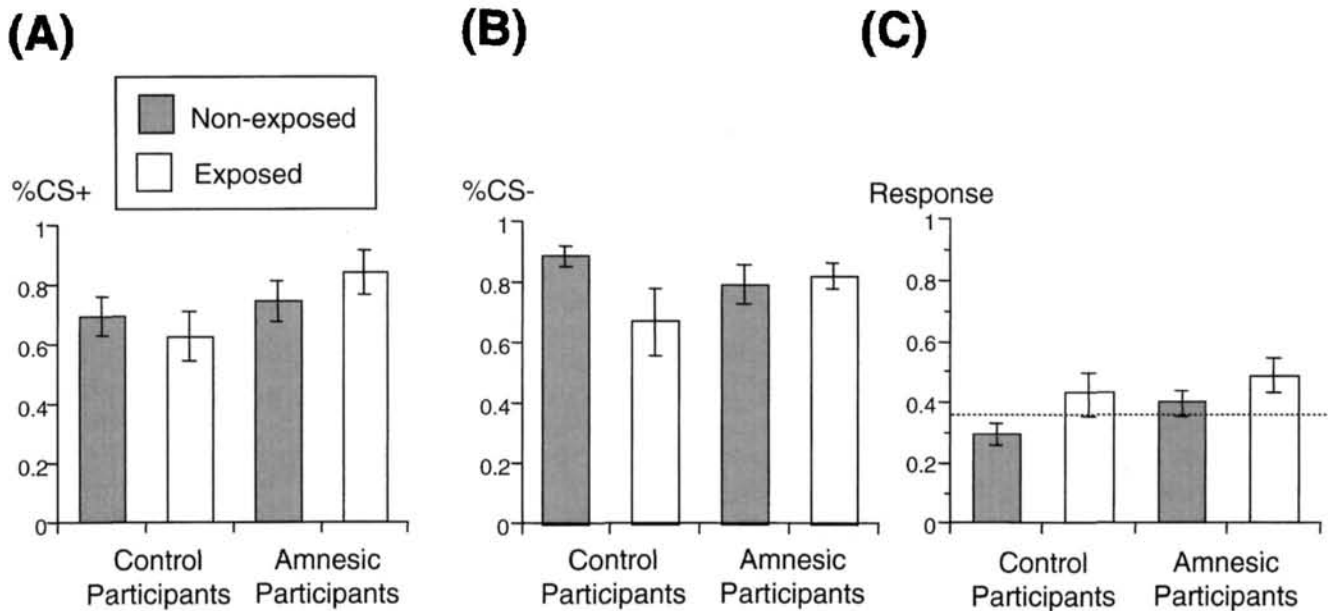 (A)
(B)
(C)
Non-exposed
Exposed
%CS+
%CS-
Response
1
0.8
0.6
0.4
0.2
0
1
0.8
0.6
0.4
0.2
0
1
0.8
0.6
0.4
0.2
0
Control
Participants
Amnesic
Participants
Control
Participants
Amnesic
Participants
Control
Participants
Amnesic
Participants